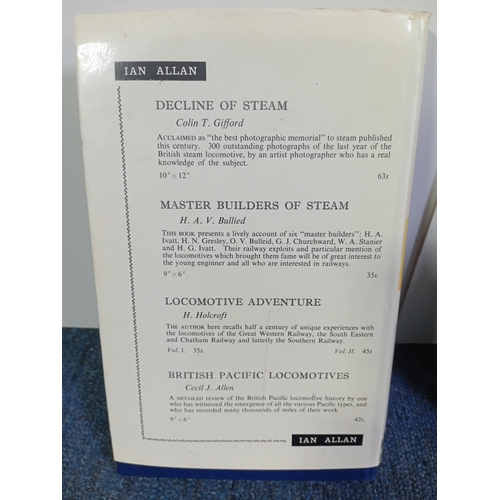 IAN ALLAN
DECLINE OF STEAM
Colin T. Gifford
ACCLAIMED as "the best photographic memorial" to steam published
this century. 300 outstanding photographs of the last year of the
British steam locomotive, by an artist photographer who has a real
knowledge of the subject.
10" × 12" 63s
MASTER BUILDERS OF STEAM
H. A. V. Bullied
THIS BOOK presents a lively account of six "master builders": H. A.
Ivatt, H. N. Gresley, O. V. Bulleid, G. J. Churchward, W. A. Stanier
and H. G. Ivatt. Their railway exploits and particular mention of
the locomotives which brought them fame will be of great interest to
the young enginner and all who are interested in railways.
9" × 6" 35s.
LOCOMOTIVE ADVENTURE
H. Holcroft
THE AUTHOR here recalls half a century of unique experiences with
the locomotives of the Great Western Railway, the South Eastern
and Chatham Railway and latterly the Southern Railway.
Vol. I. 35s. Vol. II. 45s
BRITISH PACIFIC LOCOMOTIVES
Cecil J. Allen
A DETAILED review of the British Pacific locomotive history by one
who has witnessed the emergence of all the various Pacific types, and
who has recorded many thousands of miles of their work.
9" × 6" 42s.
IAN ALLAN